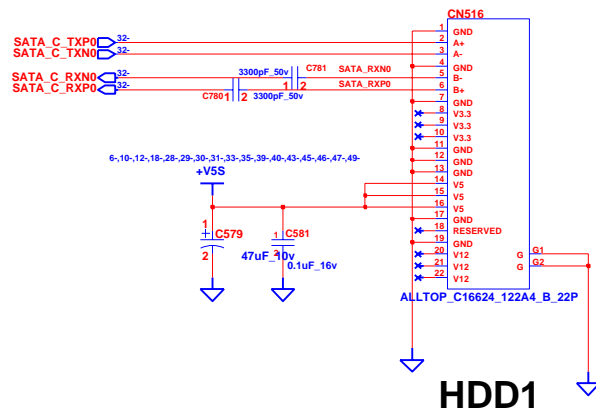 CN516
SATA_C_TXP0 32- 1 GND
SATA_C_TXN0 32- 2 A+
3 A-
4 GND
SATA_C_RXN0 32- 3300pF_50v C781 SATA_RXN0 5 B-
SATA_C_RXP0 32- 1 2 SATA_RXP0 6 B+
C780 1 2 3300pF_50v 7 GND
8 V3.3
9 V3.3
10 V3.3
11 GND
12 GND
13 GND
6-,10-,12-,18-,28-,29-,30-,31-,33-,35-,39-,40-,43-,45-,46-,47-,49-
+V5S
14 V5
15 V5
16 V5
17 GND
18 RESERVED
19 GND
20 V12
21 V12
22 V12
G G1
G G2
1 + C579 2 47uF_10v
1 C581 2 0.1uF_16v
ALLTOP_C16624_122A4_B_22P
HDD1